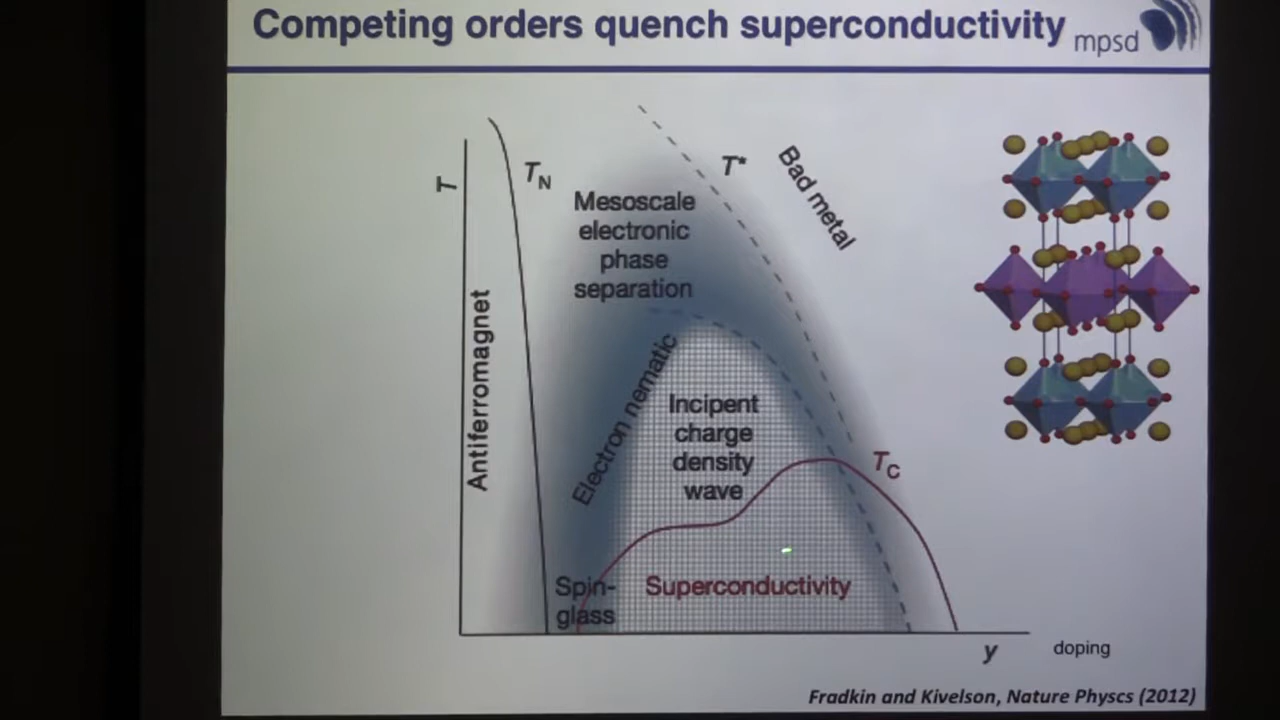 Competing orders quench superconductivity
mpsd
T
T_N
T*
Bad metal
Mesoscale
electronic
phase
separation
Antiferromagnet
Electron nematic
Incipent
charge
density
wave
T_C
Spin-
glass
Superconductivity
y
doping
Fradkin and Kivelson, Nature Physcs (2012)